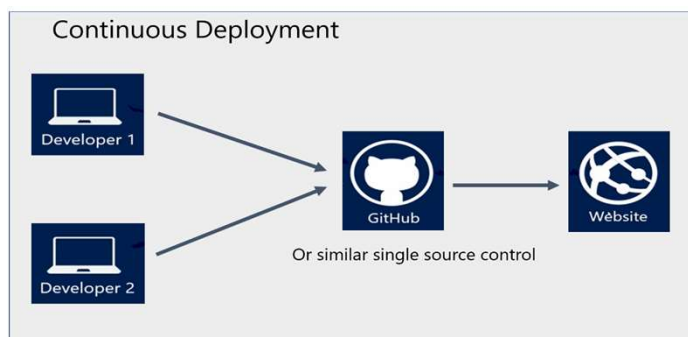 Continuous Deployment
Developer 1
GitHub
Website
Or similar single source control
Developer 2